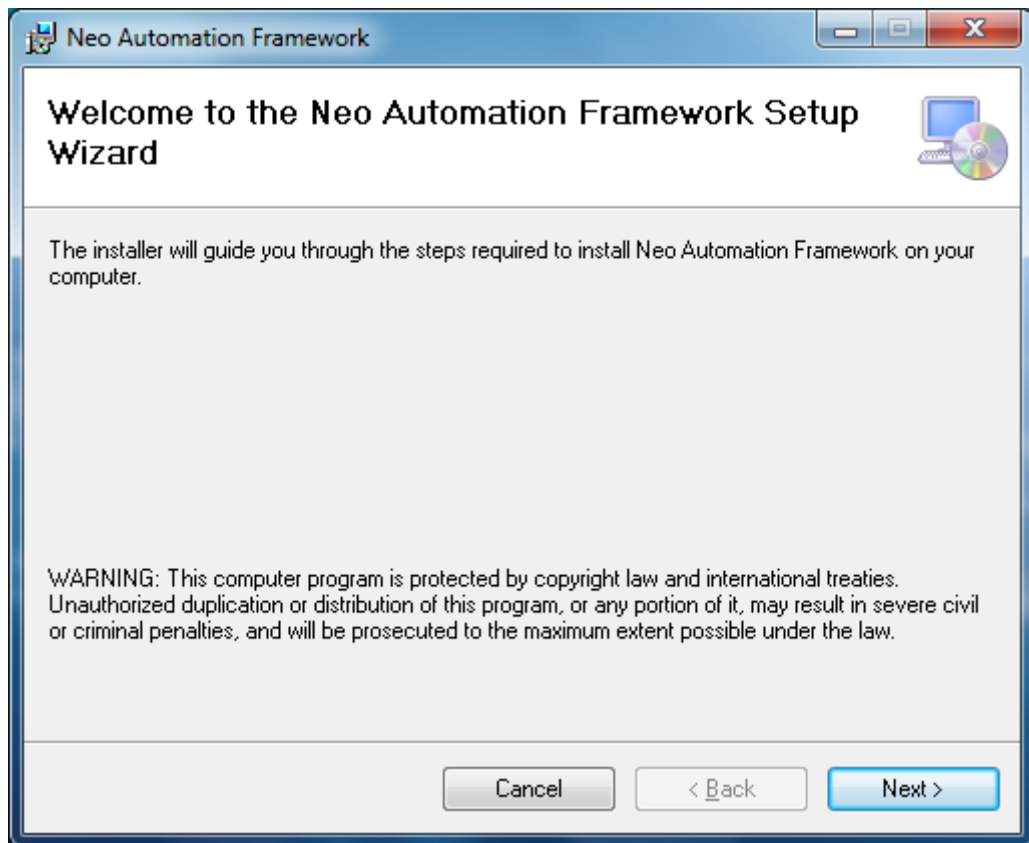 Neo Automation Framework
Welcome to the Neo Automation Framework Setup
Wizard
The installer will guide you through the steps required to install Neo Automation Framework on your
computer.
WARNING: This computer program is protected by copyright law and international treaties.
Unauthorized duplication or distribution of this program, or any portion of it, may result in severe civil
or criminal penalties, and will be prosecuted to the maximum extent possible under the law.
Cancel < Back Next >